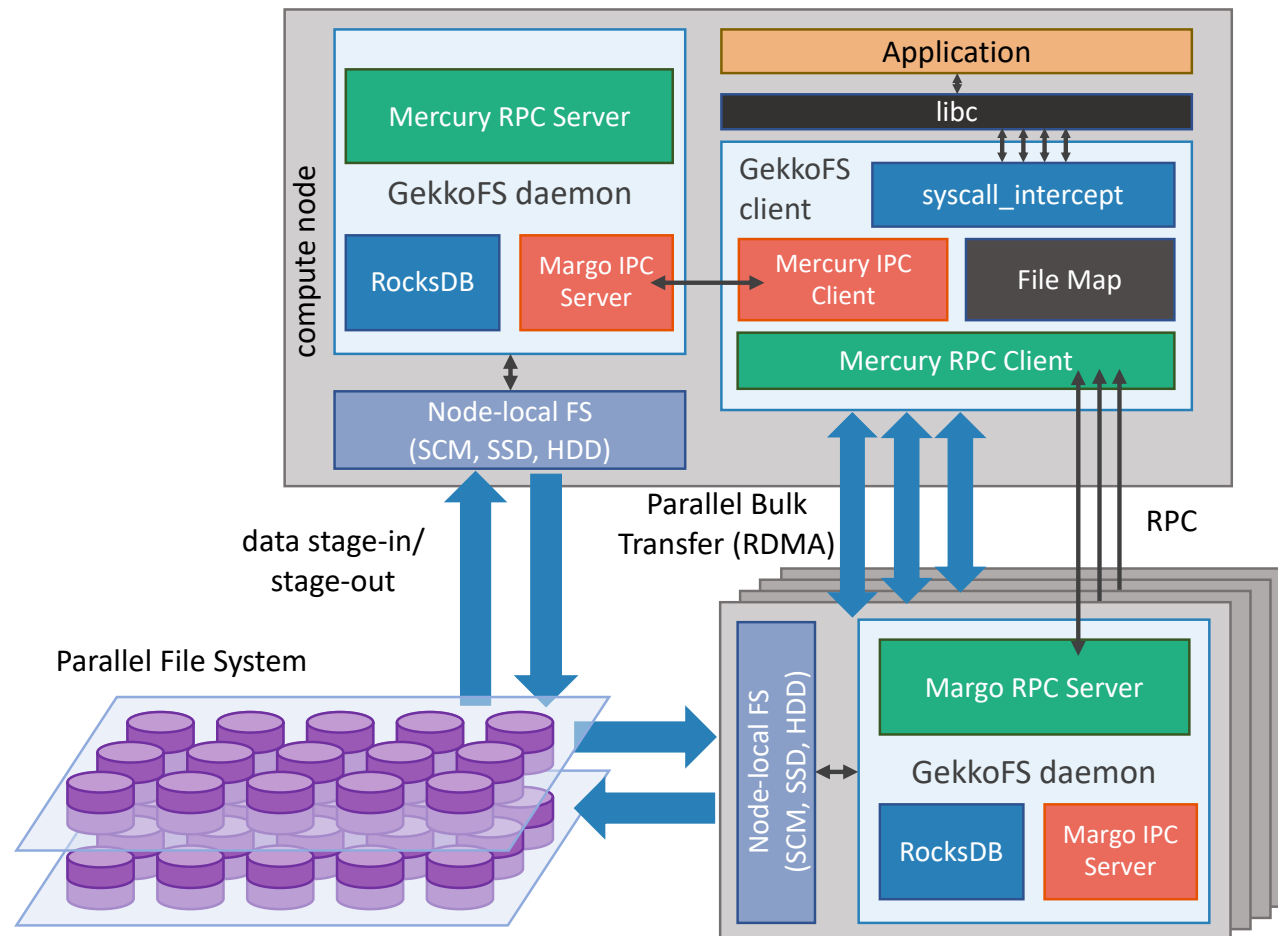 compute node
Mercury RPC Server
GekkoFS daemon
RocksDB
Margo IPC
Server
Node-local FS
(SCM, SSD, HDD)
Application
libc
GekkoFS
client
syscall_intercept
Mercury IPC
Client
File Map
Mercury RPC Client
data stage-in/
stage-out
Parallel Bulk
Transfer (RDMA)
RPC
Parallel File System
Node-local FS
(SCM, SSD, HDD)
Margo RPC Server
GekkoFS daemon
RocksDB
Margo IPC
Server